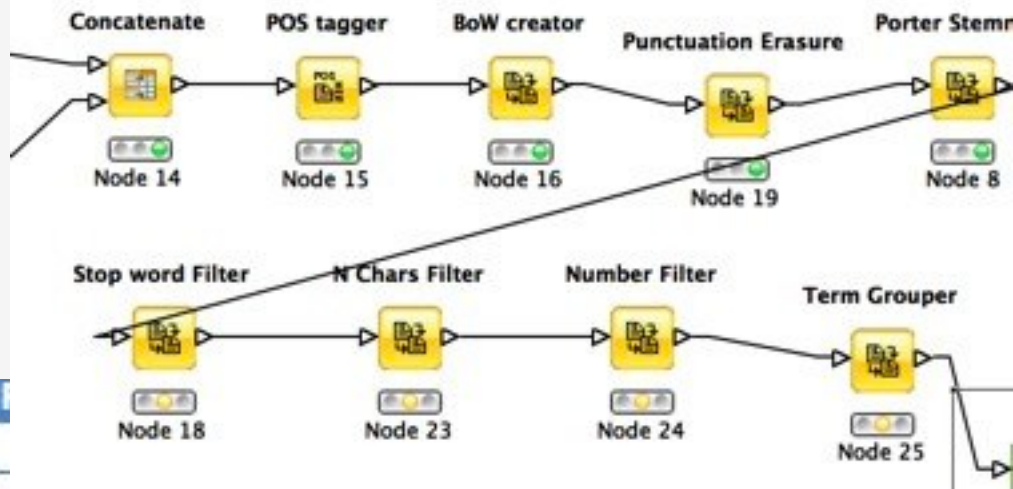 Concatenate
POS tagger
BoW creator
Punctuation Erasure
Porter Stemm
Node 14
Node 15
Node 16
Node 19
Node 8
Stop word Filter
N Chars Filter
Number Filter
Term Grouper
Node 18
Node 23
Node 24
Node 25